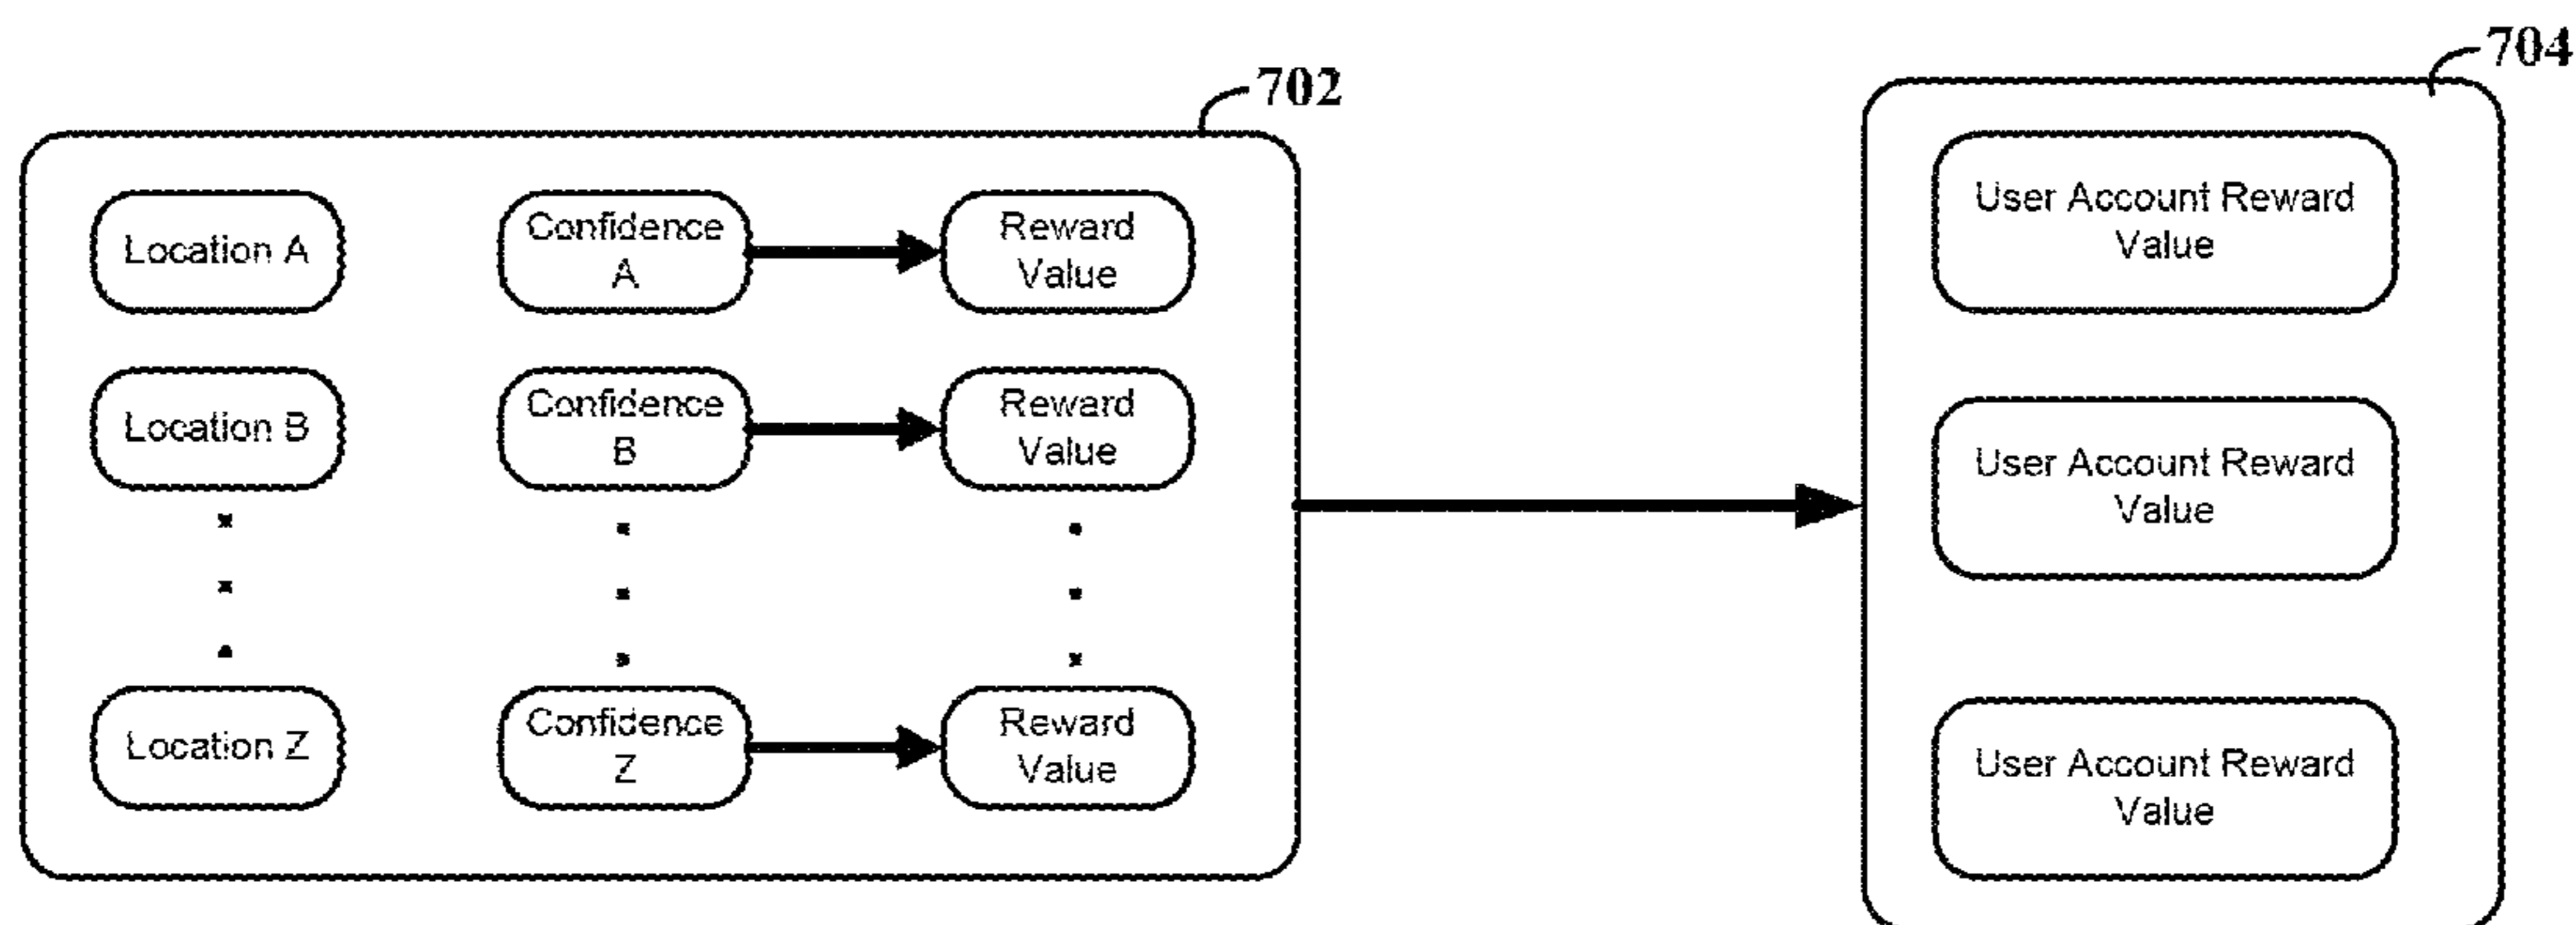 704
702
Location A
Confidence
A
Reward
Value
Location B
Confidence
B
Reward
Value
Location Z
Confidence
Z
Reward
Value
User Account Reward
Value
User Account Reward
Value
User Account Reward
Value